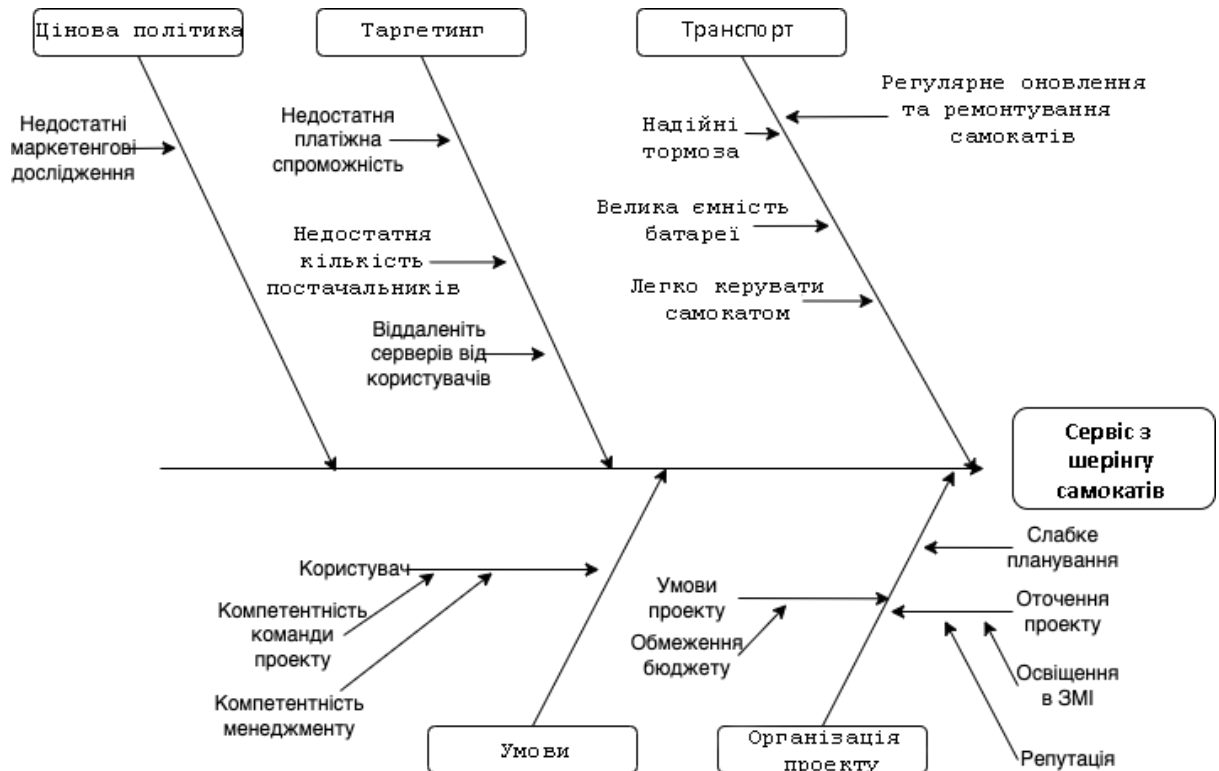 Цінова політика
Таргетинг
Транспорт
Недостатні
маркетенгові
дослідження
Недостатня
платіжна
спроможність
Недостатня
кількість
постачальників
Віддаленіть
серверів від
користувачів
Надійні
тормоза
Регулярне оновлення
та ремонтування
самокатів
Велика ємність
батареї
Легко керувати
самокатом
Сервіс з
шерінгу
самокатів
Користувач
Компетентність
команди
проекту
Компетентність
менеджменту
Умови
проекту
Обмеження
бюджету
Слабке
планування
Оточення
проекту
Освіщення
в ЗМІ
Репутація
Умови
Організація
проекту